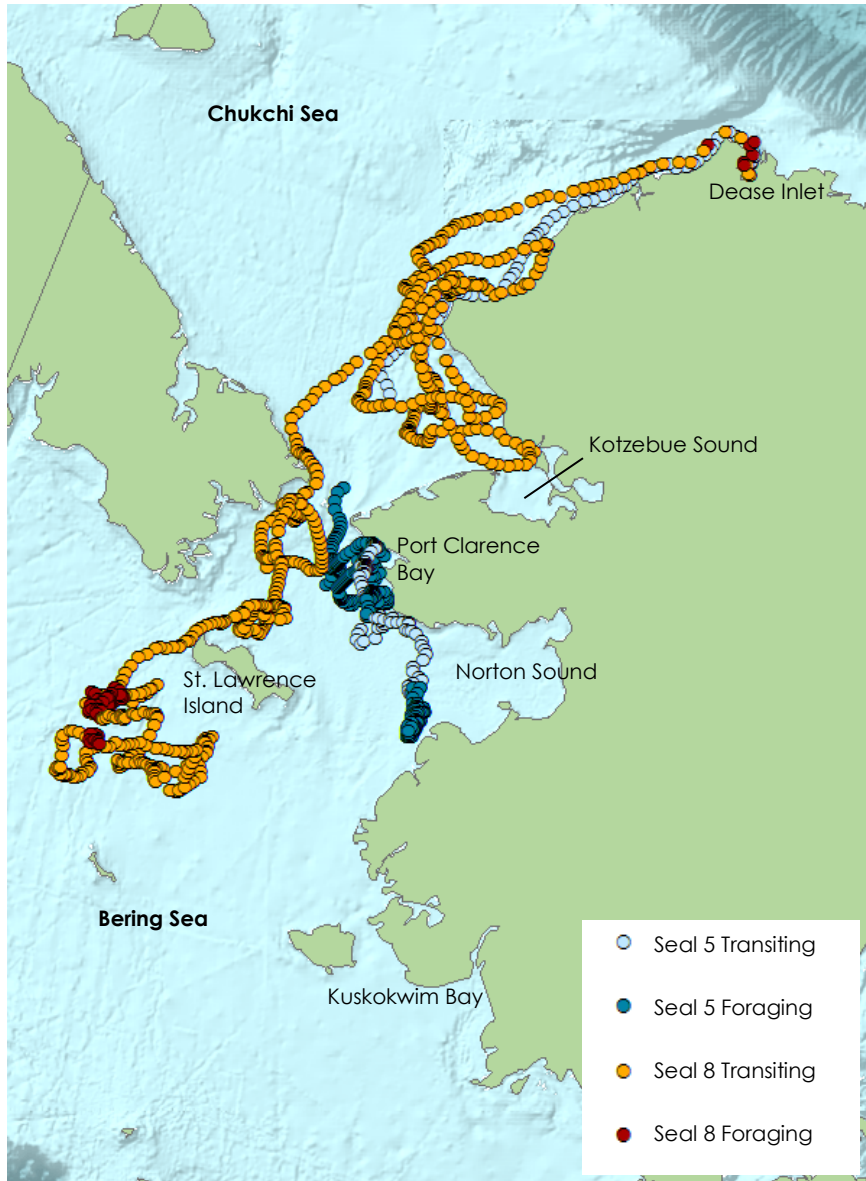 Chukchi Sea
Dease Inlet
Kotzebue Sound
Port Clarence
Bay
Norton Sound
St. Lawrence
Island
Bering Sea
Kuskokwim Bay
Seal 5 Transiting
Seal 5 Foraging
Seal 8 Transiting
Seal 8 Foraging